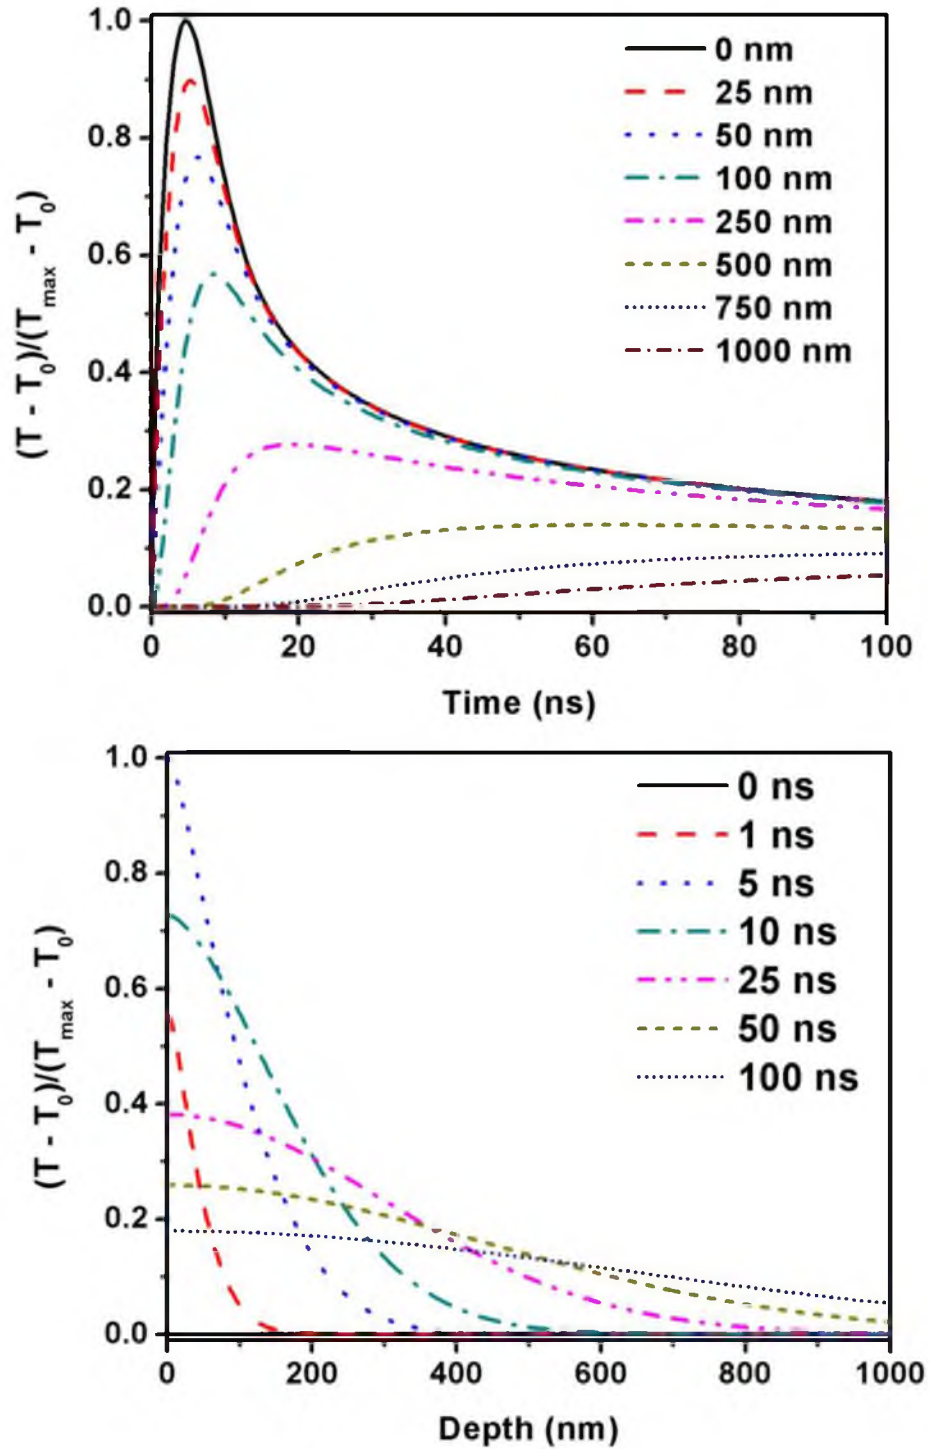 (T - T0)/(Tmax - T0)
1.0
0.8
0.6
0.4
0.2
0.0
0 nm
25 nm
50 nm
100 nm
250 nm
500 nm
750 nm
1000 nm
0 20 40 60 80 100
Time (ns)
(T - T0)/(Tmax - T0)
1.0
0.8
0.6
0.4
0.2
0.0
0 ns
1 ns
5 ns
10 ns
25 ns
50 ns
100 ns
0 200 400 600 800 1000
Depth (nm)